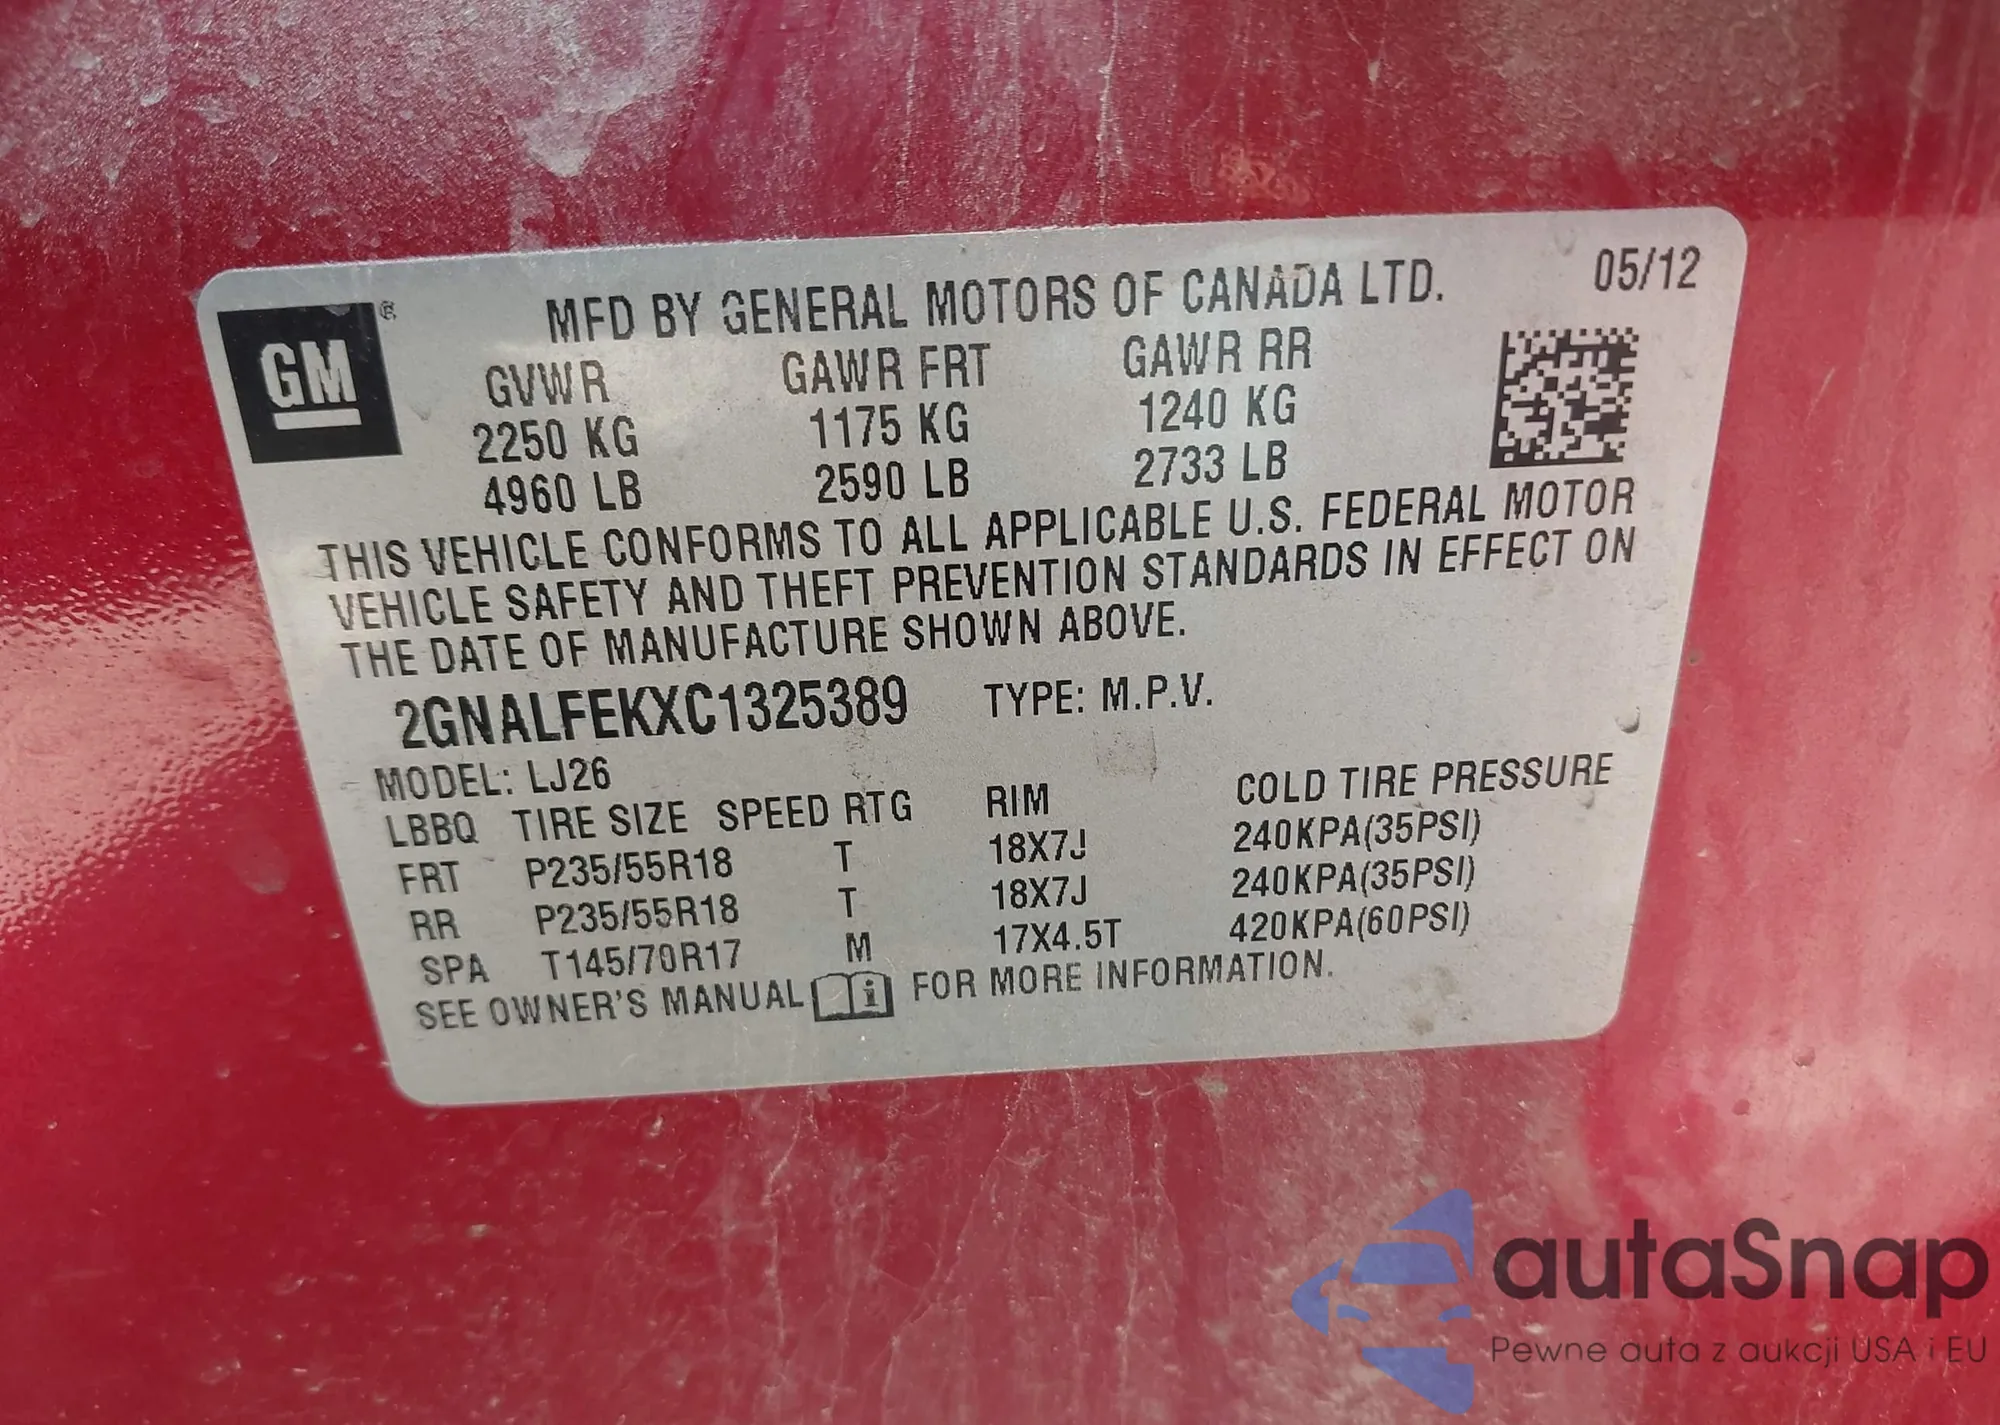 GM ®
MFD BY GENERAL MOTORS OF CANADA LTD. 05/12
GVWR GAWR FRT GAWR RR
2250 KG 1175 KG 1240 KG
4960 LB 2590 LB 2733 LB
THIS VEHICLE CONFORMS TO ALL APPLICABLE U.S. FEDERAL MOTOR
VEHICLE SAFETY AND THEFT PREVENTION STANDARDS IN EFFECT ON
THE DATE OF MANUFACTURE SHOWN ABOVE.
2GNALFEKXC1325389 TYPE: M.P.V.
MODEL: LJ26
LBBQ TIRE SIZE SPEED RTG RIM COLD TIRE PRESSURE
FRT P235/55R18 T 18X7J 240KPA(35PSI)
RR P235/55R18 T 18X7J 240KPA(35PSI)
SPA T145/70R17 M 17X4.5T 420KPA(60PSI)
SEE OWNER'S MANUAL i FOR MORE INFORMATION.
autaSnap
Pewne auta z aukcji USA i EU